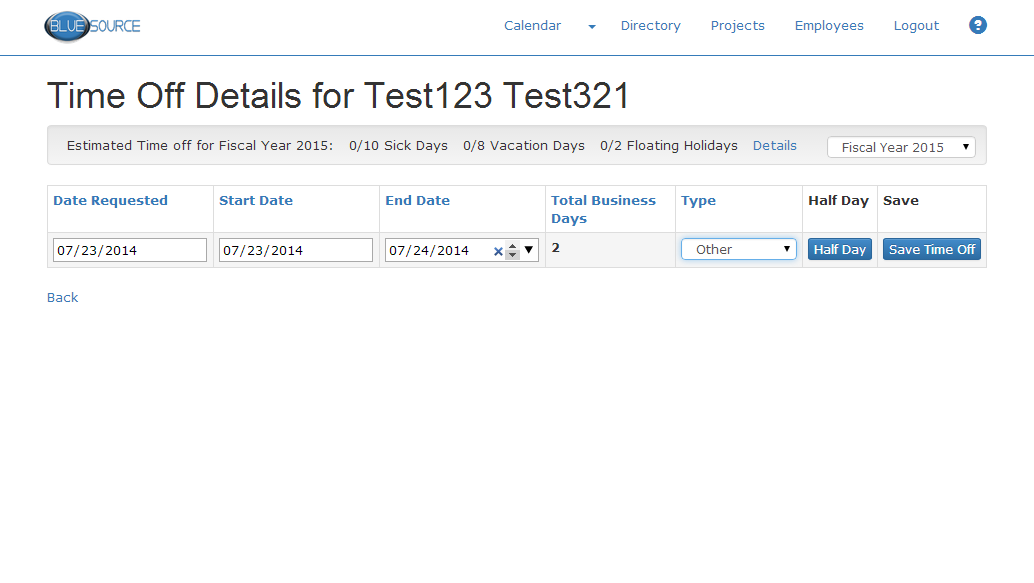 BLUESOURCE Calendar Directory Projects Employees Logout ?
Time Off Details for Test123 Test321
Estimated Time off for Fiscal Year 2015: 0/10 Sick Days 0/8 Vacation Days 0/2 Floating Holidays Details Fiscal Year 2015
Date Requested Start Date End Date Total Business Days Type Half Day Save
07/23/2014 07/23/2014 07/24/2014 2 Other Half Day Save Time Off
Back